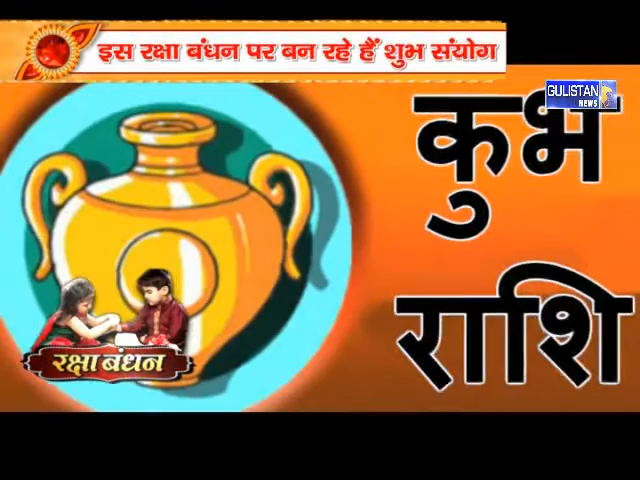 इस रक्षा बंधन पर बन रहे हैं शुभ संयोग
GULISTAN
NEWS
कुभ
राशि
रक्षा बंधन